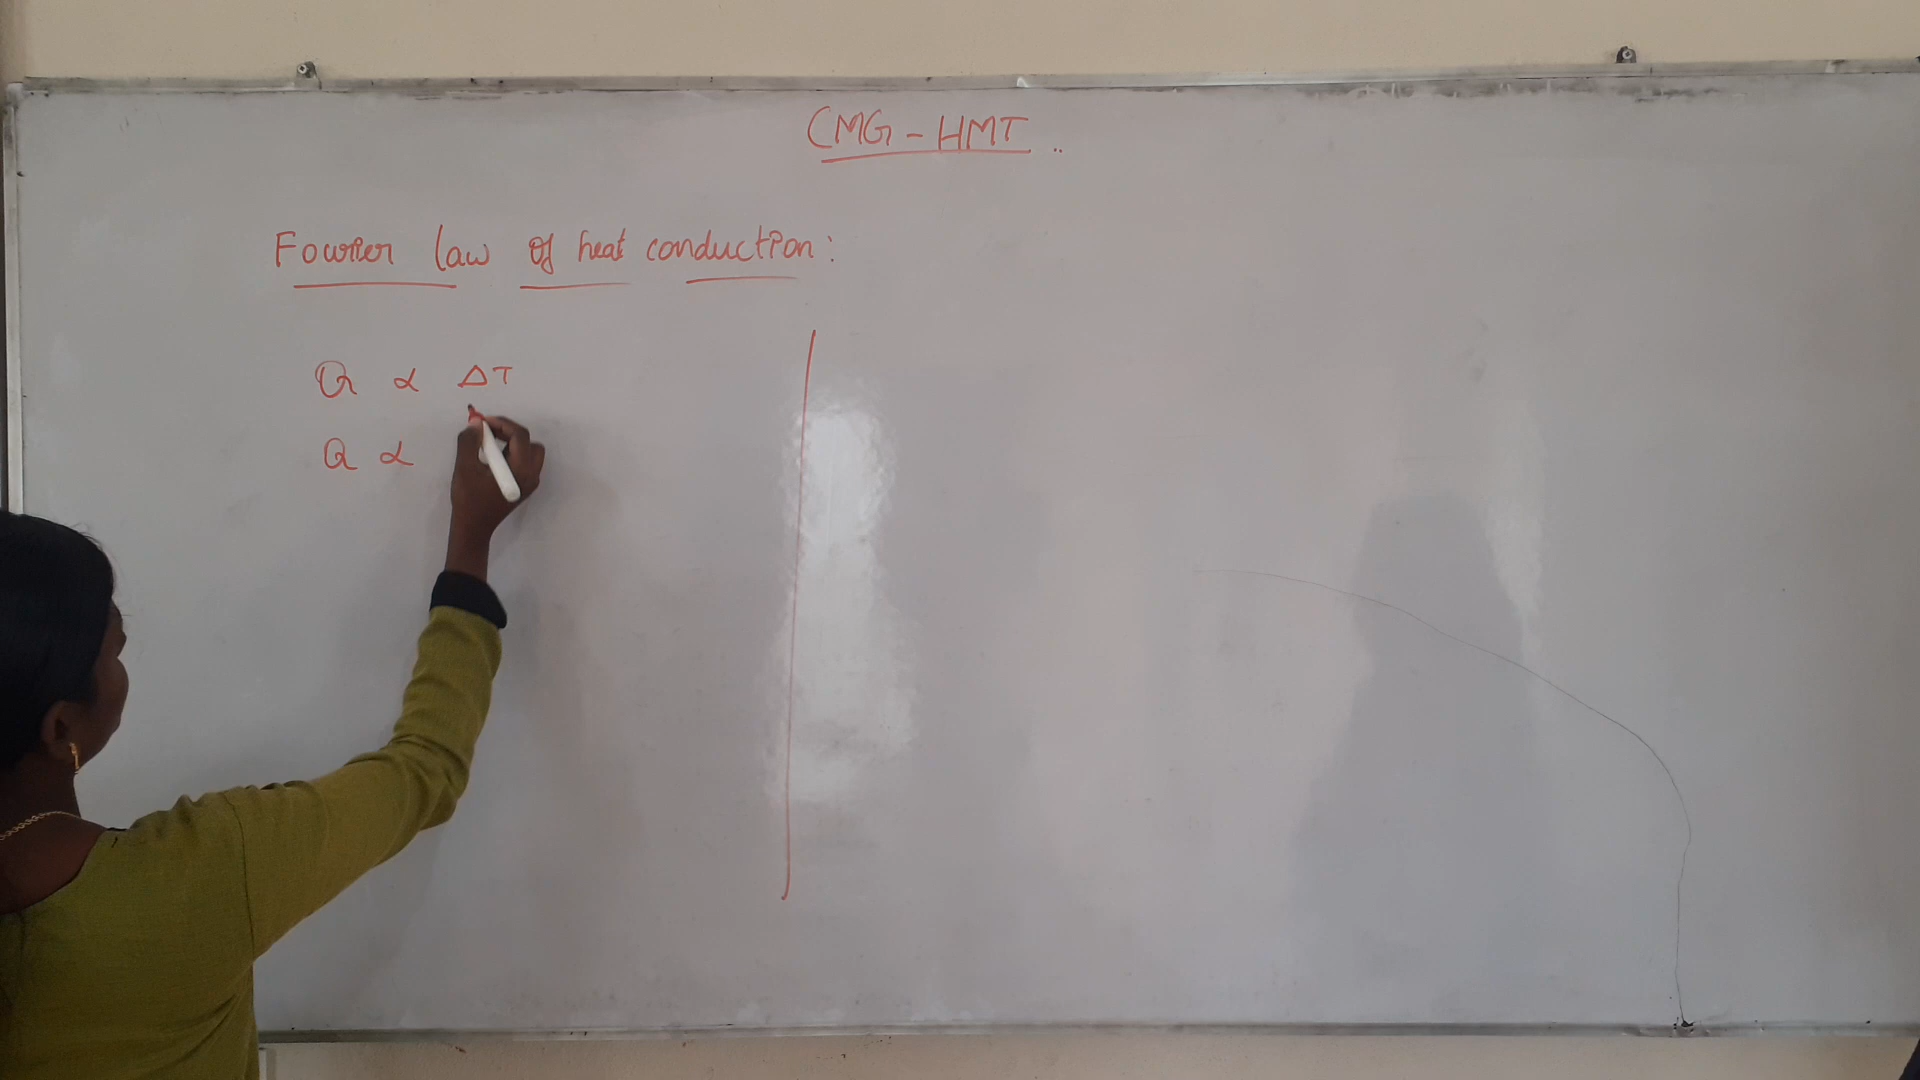 CMG - HMT ..
Fourier law of heat conduction:
Q ∝ ΔT
Q ∝